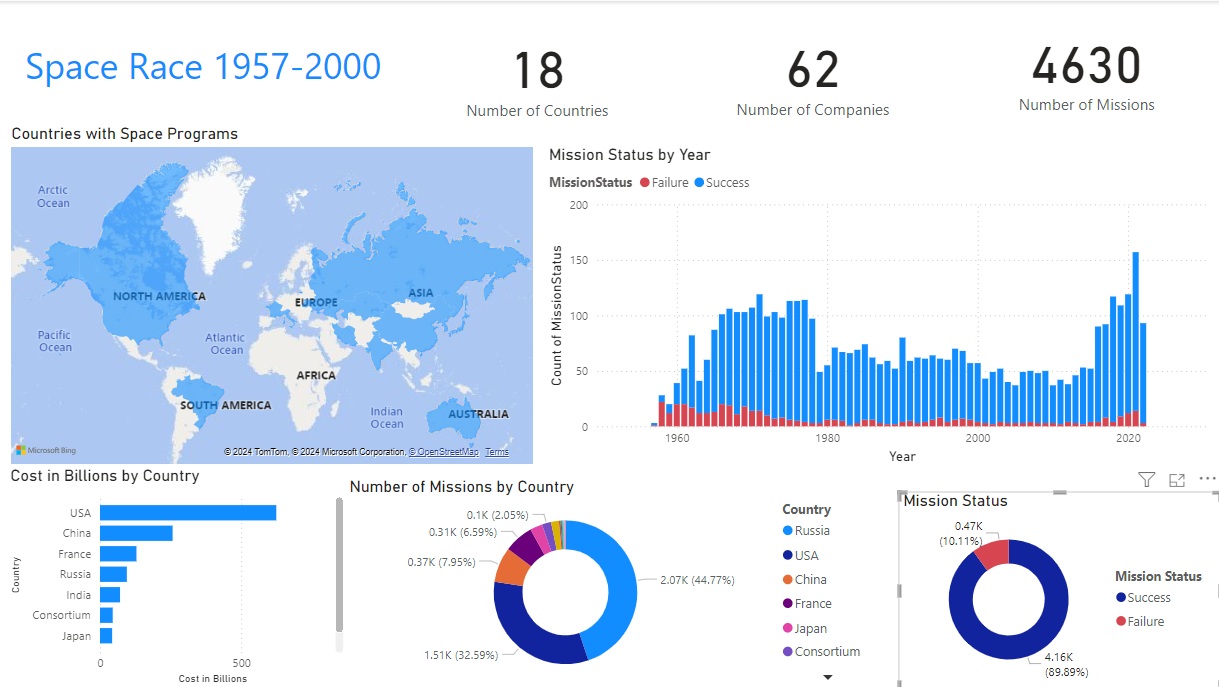 Space Race 1957-2000
18
Number of Countries
62
Number of Companies
4630
Number of Missions
Countries with Space Programs
Arctic
Ocean
NORTH AMERICA
EUROPE
ASIA
Pacific
Ocean
Atlantic
Ocean
AFRICA
SOUTH AMERICA
Indian
Ocean
AUSTRALIA
Microsoft Bing
© 2024 TomTom, © 2024 Microsoft Corporation, © OpenStreetMap Terms
Mission Status by Year
MissionStatus Failure Success
Count of MissionStatus
200
150
100
50
0
1960 1980 2000 2020
Year
Cost in Billions by Country
Country
USA
China
France
Russia
India
Consortium
Japan
0 500
Cost in Billions
Number of Missions by Country
0.1K (2.05%)
0.31K (6.59%)
0.37K (7.95%)
2.07K (44.77%)
1.51K (32.59%)
Country
Russia
USA
China
France
Japan
Consortium
Mission Status
0.47K
(10.11%)
4.16K
(89.89%)
Mission Status
Success
Failure